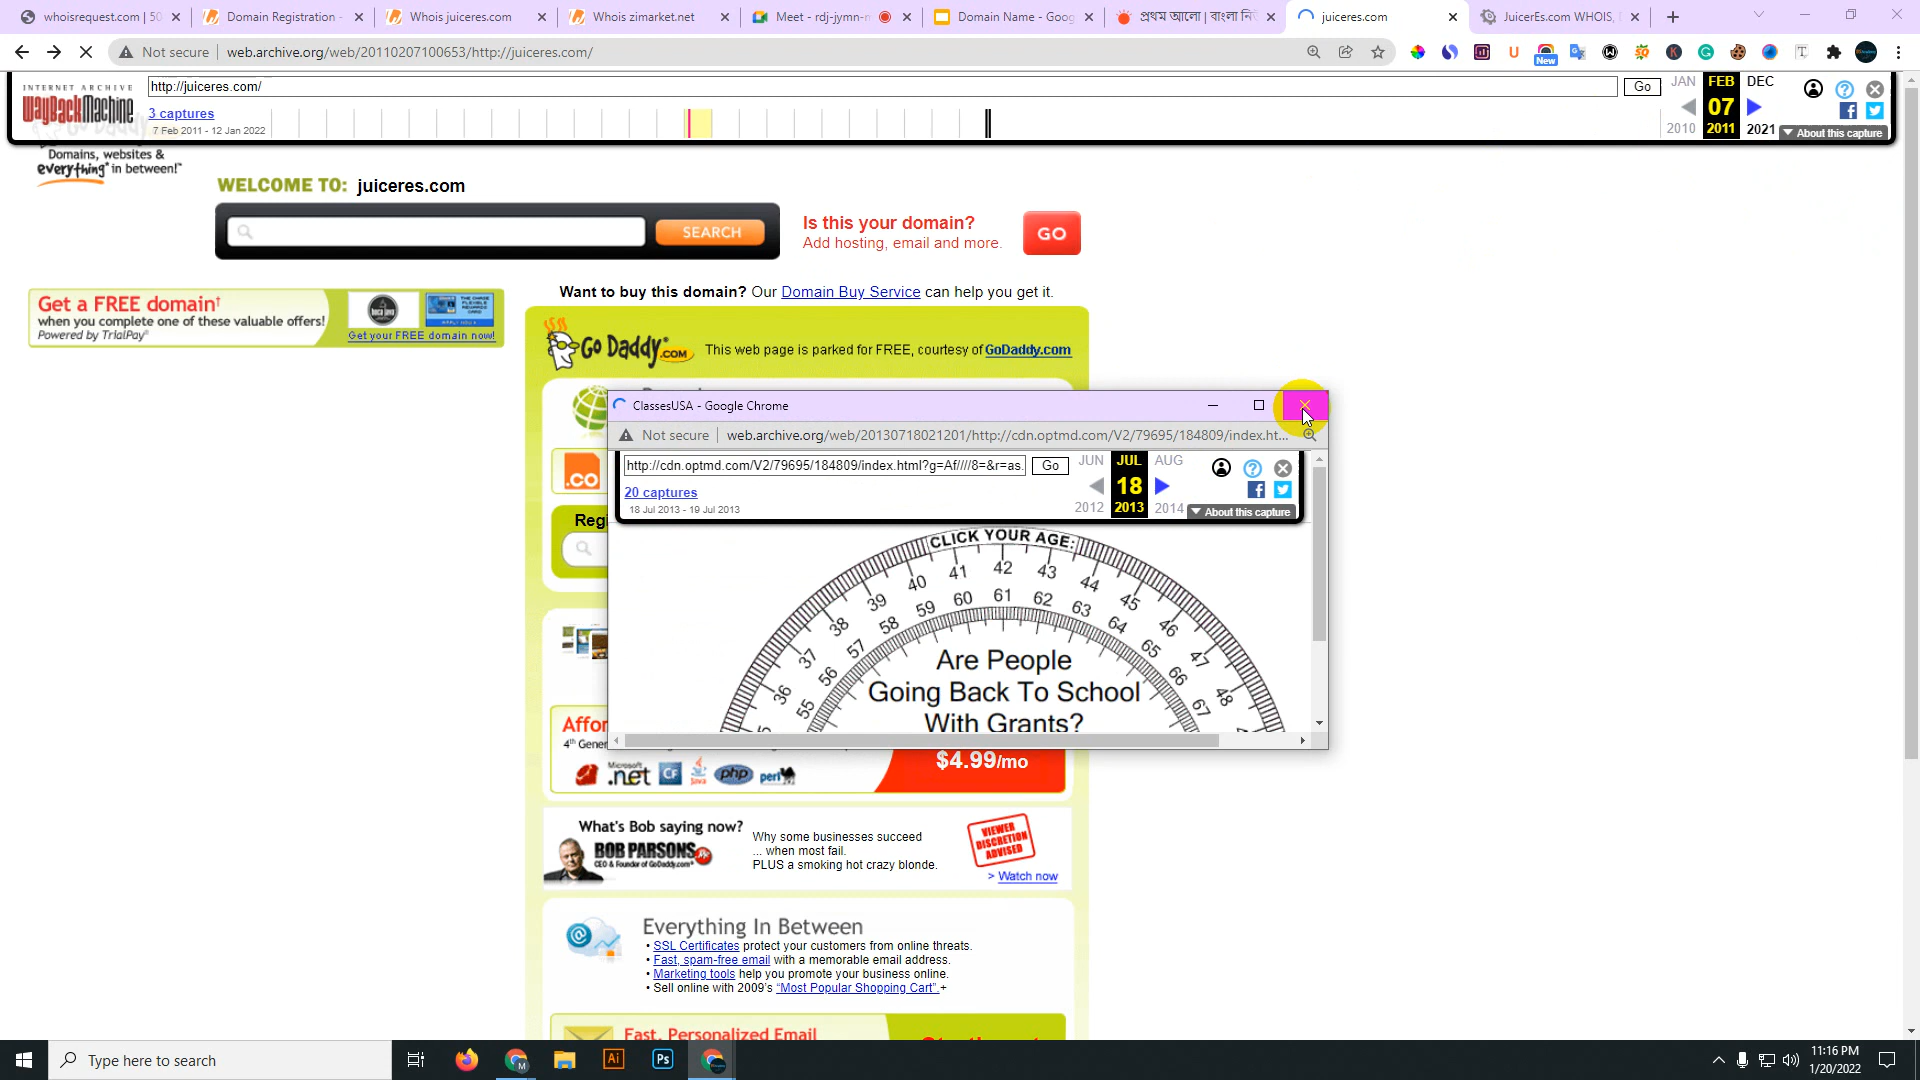 whoisrequest.com | 50
Domain Registration -
Whois juiceres.com
Whois zimarket.net
Meet - rdj-jymn-
Domain Name - Goog
প্রথম আলো | বাংলা নি
juiceres.com
JuicerEs.com WHOIS,
Not secure
web.archive.org/web/20110207100653/http://juiceres.com/
New
INTERNET ARCHIVE
WayBackMachine
http://juiceres.com/
Go
JAN
FEB
DEC
3 captures
07
7 Feb 2011 - 12 Jan 2022
2010
2011
2021
About this capture
Domains, websites &
everything* in between!™
WELCOME TO: juiceres.com
SEARCH
Is this your domain?
Add hosting, email and more.
GO
Want to buy this domain? Our Domain Buy Service can help you get it.
Get a FREE domain†
when you complete one of these valuable offers!
Powered by TrialPay®
Get your FREE domain now!
Go Daddy.COM
This web page is parked for FREE, courtesy of GoDaddy.com
ClassesUSA - Google Chrome
Not secure
web.archive.org/web/20130718021201/http://cdn.optmd.com/V2/79695/184809/index.ht...
http://cdn.optmd.com/V2/79695/184809/index.html?g=Af////8=&r=as.
Go
JUN
JUL
AUG
20 captures
18
18 Jul 2013 - 19 Jul 2013
2012
2013
2014
About this capture
.co
Regi
CLICK YOUR AGE:
36 37 38 39 40 41 42 43 44 45 46 47 48
55 56 57 58 59 60 61 62 63 64 65 66 67
Are People
Going Back To School
With Grants?
Affor
4th Gener
$4.99/mo
Microsoft
.net
CF
Java
php
perl
What's Bob saying now?
BOB PARSONS
CEO & Founder of GoDaddy.com®
Why some businesses succeed
... when most fail.
PLUS a smoking hot crazy blonde.
VIEWER
DISCRETION
ADVISED
> Watch now
Everything In Between
• SSL Certificates protect your customers from online threats.
• Fast, spam-free email with a memorable email address.
• Marketing tools help you promote your business online.
• Sell online with 2009's “Most Popular Shopping Cart”.+
Fast, Personalized Email
Type here to search
Ai
Ps
11:16 PM
1/20/2022